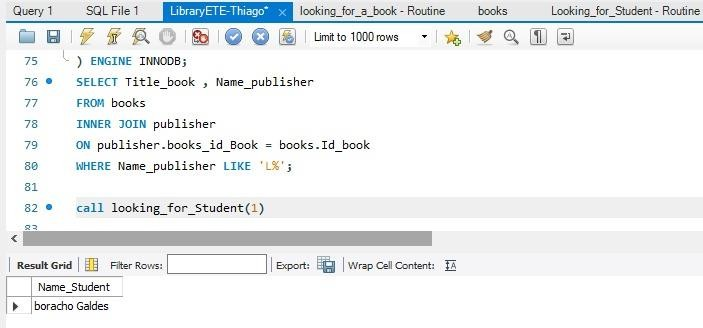 Query 1 SQL File 1 LibraryETE-Thiago* × looking_for_a_book - Routine books Looking_for_Student - Routine
Limit to 1000 rows
75 ) ENGINE INNODB;
76 SELECT Title_book , Name_publisher
77 FROM books
78 INNER JOIN publisher
79 ON publisher.books_id_Book = books.Id_book
80 WHERE Name_publisher LIKE 'L%';
81
82 call looking_for_Student(1)
83
Result Grid Filter Rows: Export: Wrap Cell Content: IA
Name_Student
boracho Galdes